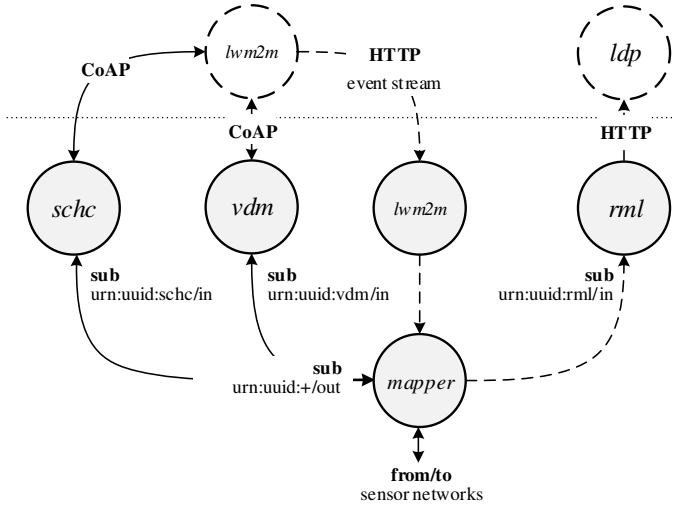 lwm2m
HTTP
event stream
ldp
CoAP
CoAP
HTTP
schc
vdm
lwm2m
rml
sub
urn:uuid:schc/in
sub
urn:uuid:vdm/in
sub
urn:uuid:rml/in
sub
urn:uuid:+/out
mapper
from/to
sensor networks